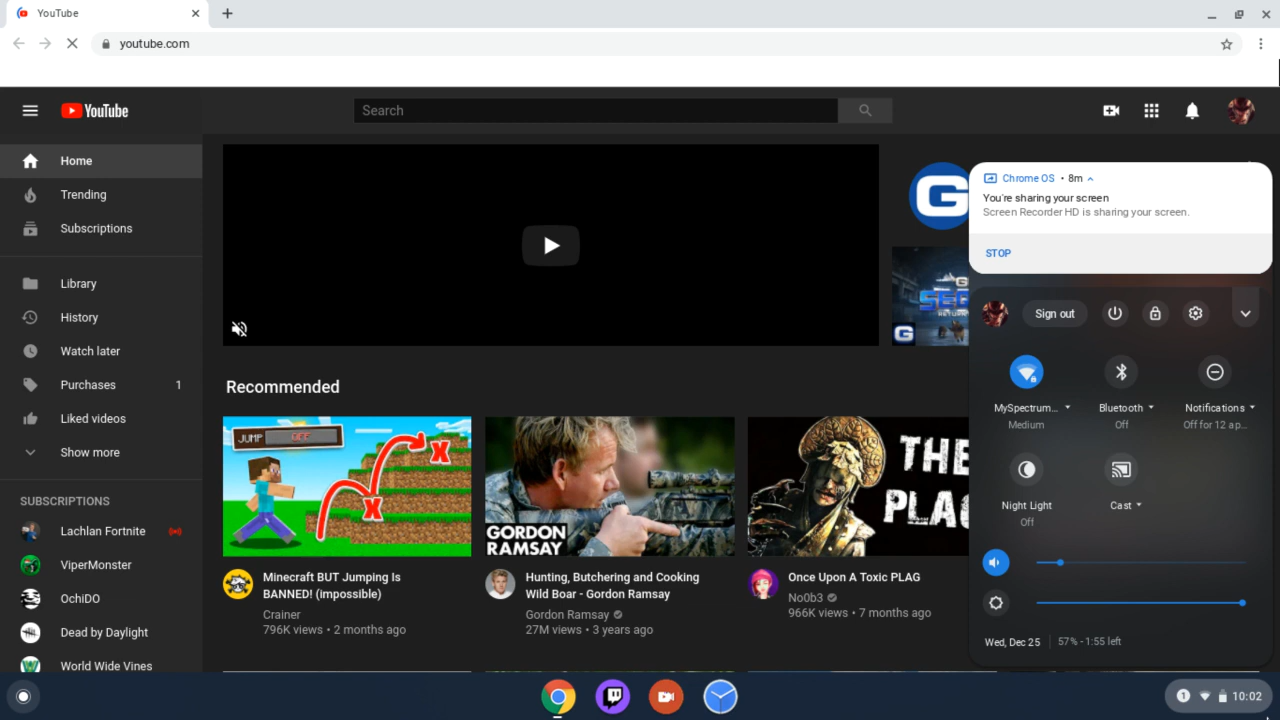 YouTube
youtube.com
YouTube
Search
Home
Trending
Subscriptions
Library
History
Watch later
Purchases 1
Liked videos
Show more
SUBSCRIPTIONS
Lachlan Fortnite
ViperMonster
OchiDO
Dead by Daylight
World Wide Vines
G
G
Recommended
JUMP OFF
X
X
Minecraft BUT Jumping Is
BANNED! (impossible)
Crainer
796K views • 2 months ago
GORDON
RAMSAY
Hunting, Butchering and Cooking
Wild Boar - Gordon Ramsay
Gordon Ramsay
27M views • 3 years ago
THE
PLAG
Once Upon A Toxic PLAG
No0b3
966K views • 7 months ago
Chrome OS • 8m
You're sharing your screen
Screen Recorder HD is sharing your screen.
STOP
Sign out
MySpectrum...
Medium
Bluetooth
Off
Notifications
Off for 12 ap...
Night Light
Off
Cast
Wed, Dec 25
57% - 1:55 left
1
10:02